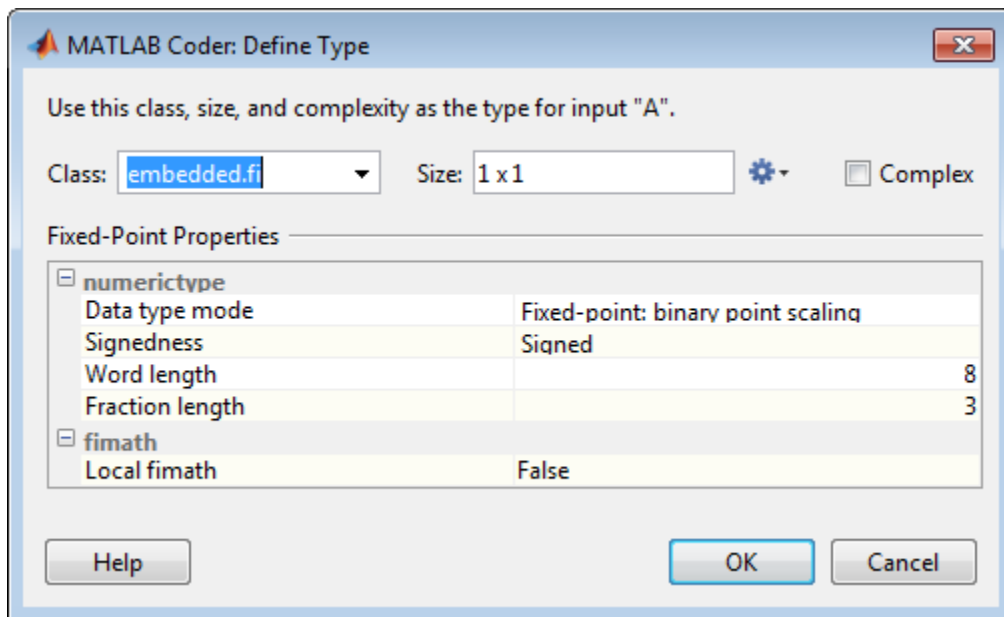 MATLAB Coder: Define Type
Use this class, size, and complexity as the type for input "A".
Class: embedded.fi Size: 1 x 1 Complex
Fixed-Point Properties
numerictype
Data type mode Fixed-point: binary point scaling
Signedness Signed
Word length 8
Fraction length 3
fimath
Local fimath False
Help OK Cancel